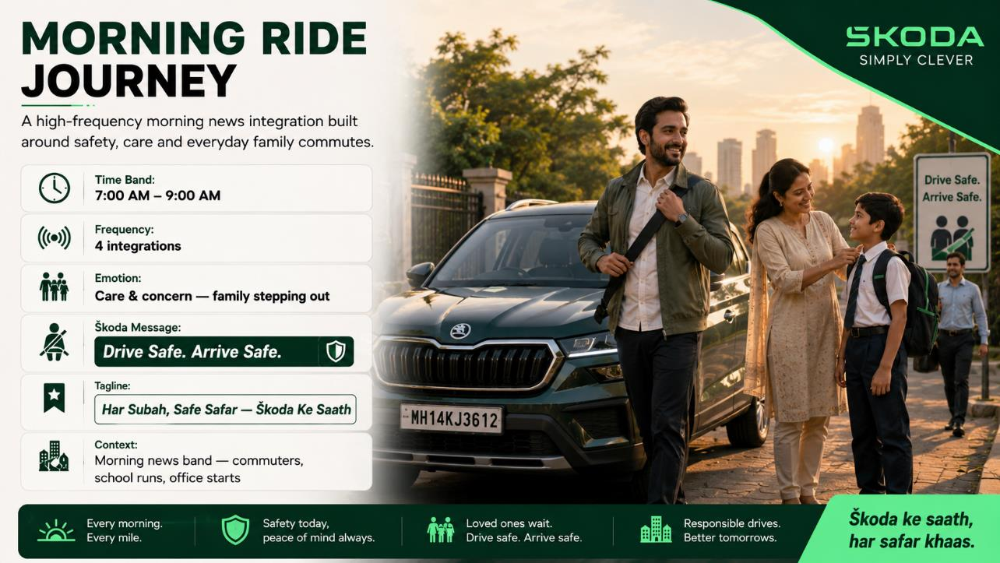 MORNING RIDE
JOURNEY
A high-frequency morning news integration built
around safety, care and everyday family commutes.
Time Band:
7:00 AM – 9:00 AM
Frequency:
4 integrations
Emotion:
Care & concern — family stepping out
Škoda Message:
Drive Safe. Arrive Safe.
Tagline:
Har Subah, Safe Safar — Škoda Ke Saath
Context:
Morning news band — commuters,
school runs, office starts
ŠKODA
SIMPLY CLEVER
Drive Safe.
Arrive Safe.
MH14KJ3612
Every morning.
Every mile.
Safety today,
peace of mind always.
Loved ones wait.
Drive safe. Arrive safe.
Responsible drives.
Better tomorrows.
Škoda ke saath,
har safar khaas.